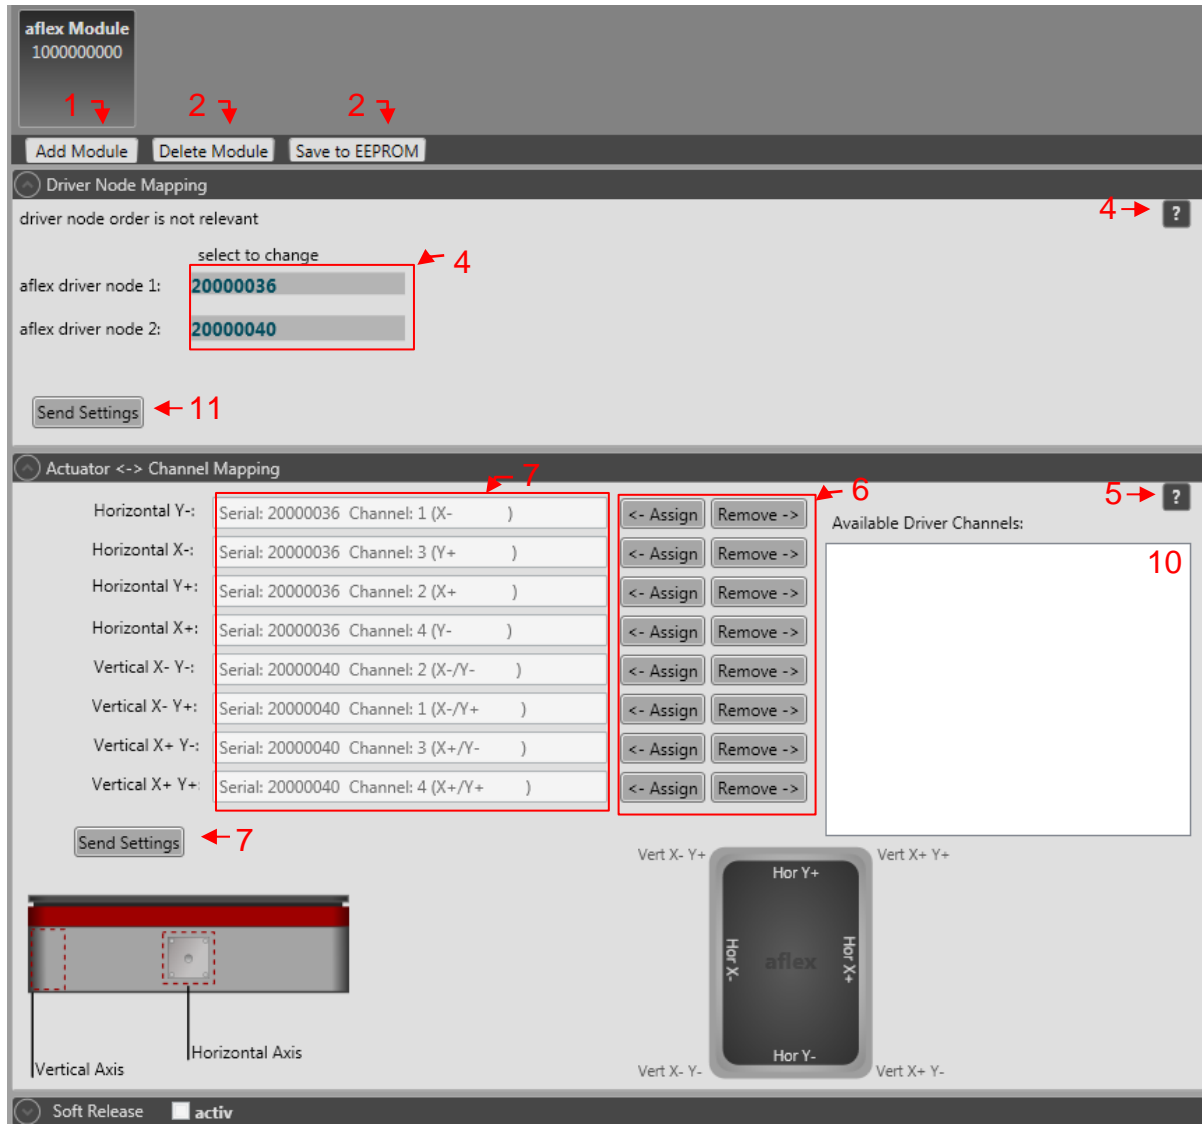 aflex Module
1000000000
1 2 2
Add Module Delete Module Save to EEPROM
Driver Node Mapping
driver node order is not relevant
4 ?
select to change
4
aflex driver node 1: 20000036
aflex driver node 2: 20000040
Send Settings 11
Actuator <-> Channel Mapping
7 6 5 ?
Horizontal Y-: Serial: 20000036 Channel: 1 (X- ) <- Assign Remove -> Available Driver Channels:
Horizontal X-: Serial: 20000036 Channel: 3 (Y+ ) <- Assign Remove -> 10
Horizontal Y+: Serial: 20000036 Channel: 2 (X+ ) <- Assign Remove ->
Horizontal X+: Serial: 20000036 Channel: 4 (Y- ) <- Assign Remove ->
Vertical X- Y-: Serial: 20000040 Channel: 2 (X-/Y- ) <- Assign Remove ->
Vertical X- Y+: Serial: 20000040 Channel: 1 (X-/Y+ ) <- Assign Remove ->
Vertical X+ Y-: Serial: 20000040 Channel: 3 (X+/Y- ) <- Assign Remove ->
Vertical X+ Y+: Serial: 20000040 Channel: 4 (X+/Y+ ) <- Assign Remove ->
Send Settings 7
Vert X- Y+ Vert X+ Y+
Hor Y+
Hor X- aflex Hor X+
Hor Y-
Vert X- Y- Vert X+ Y-
Horizontal Axis
Vertical Axis
Soft Release activ